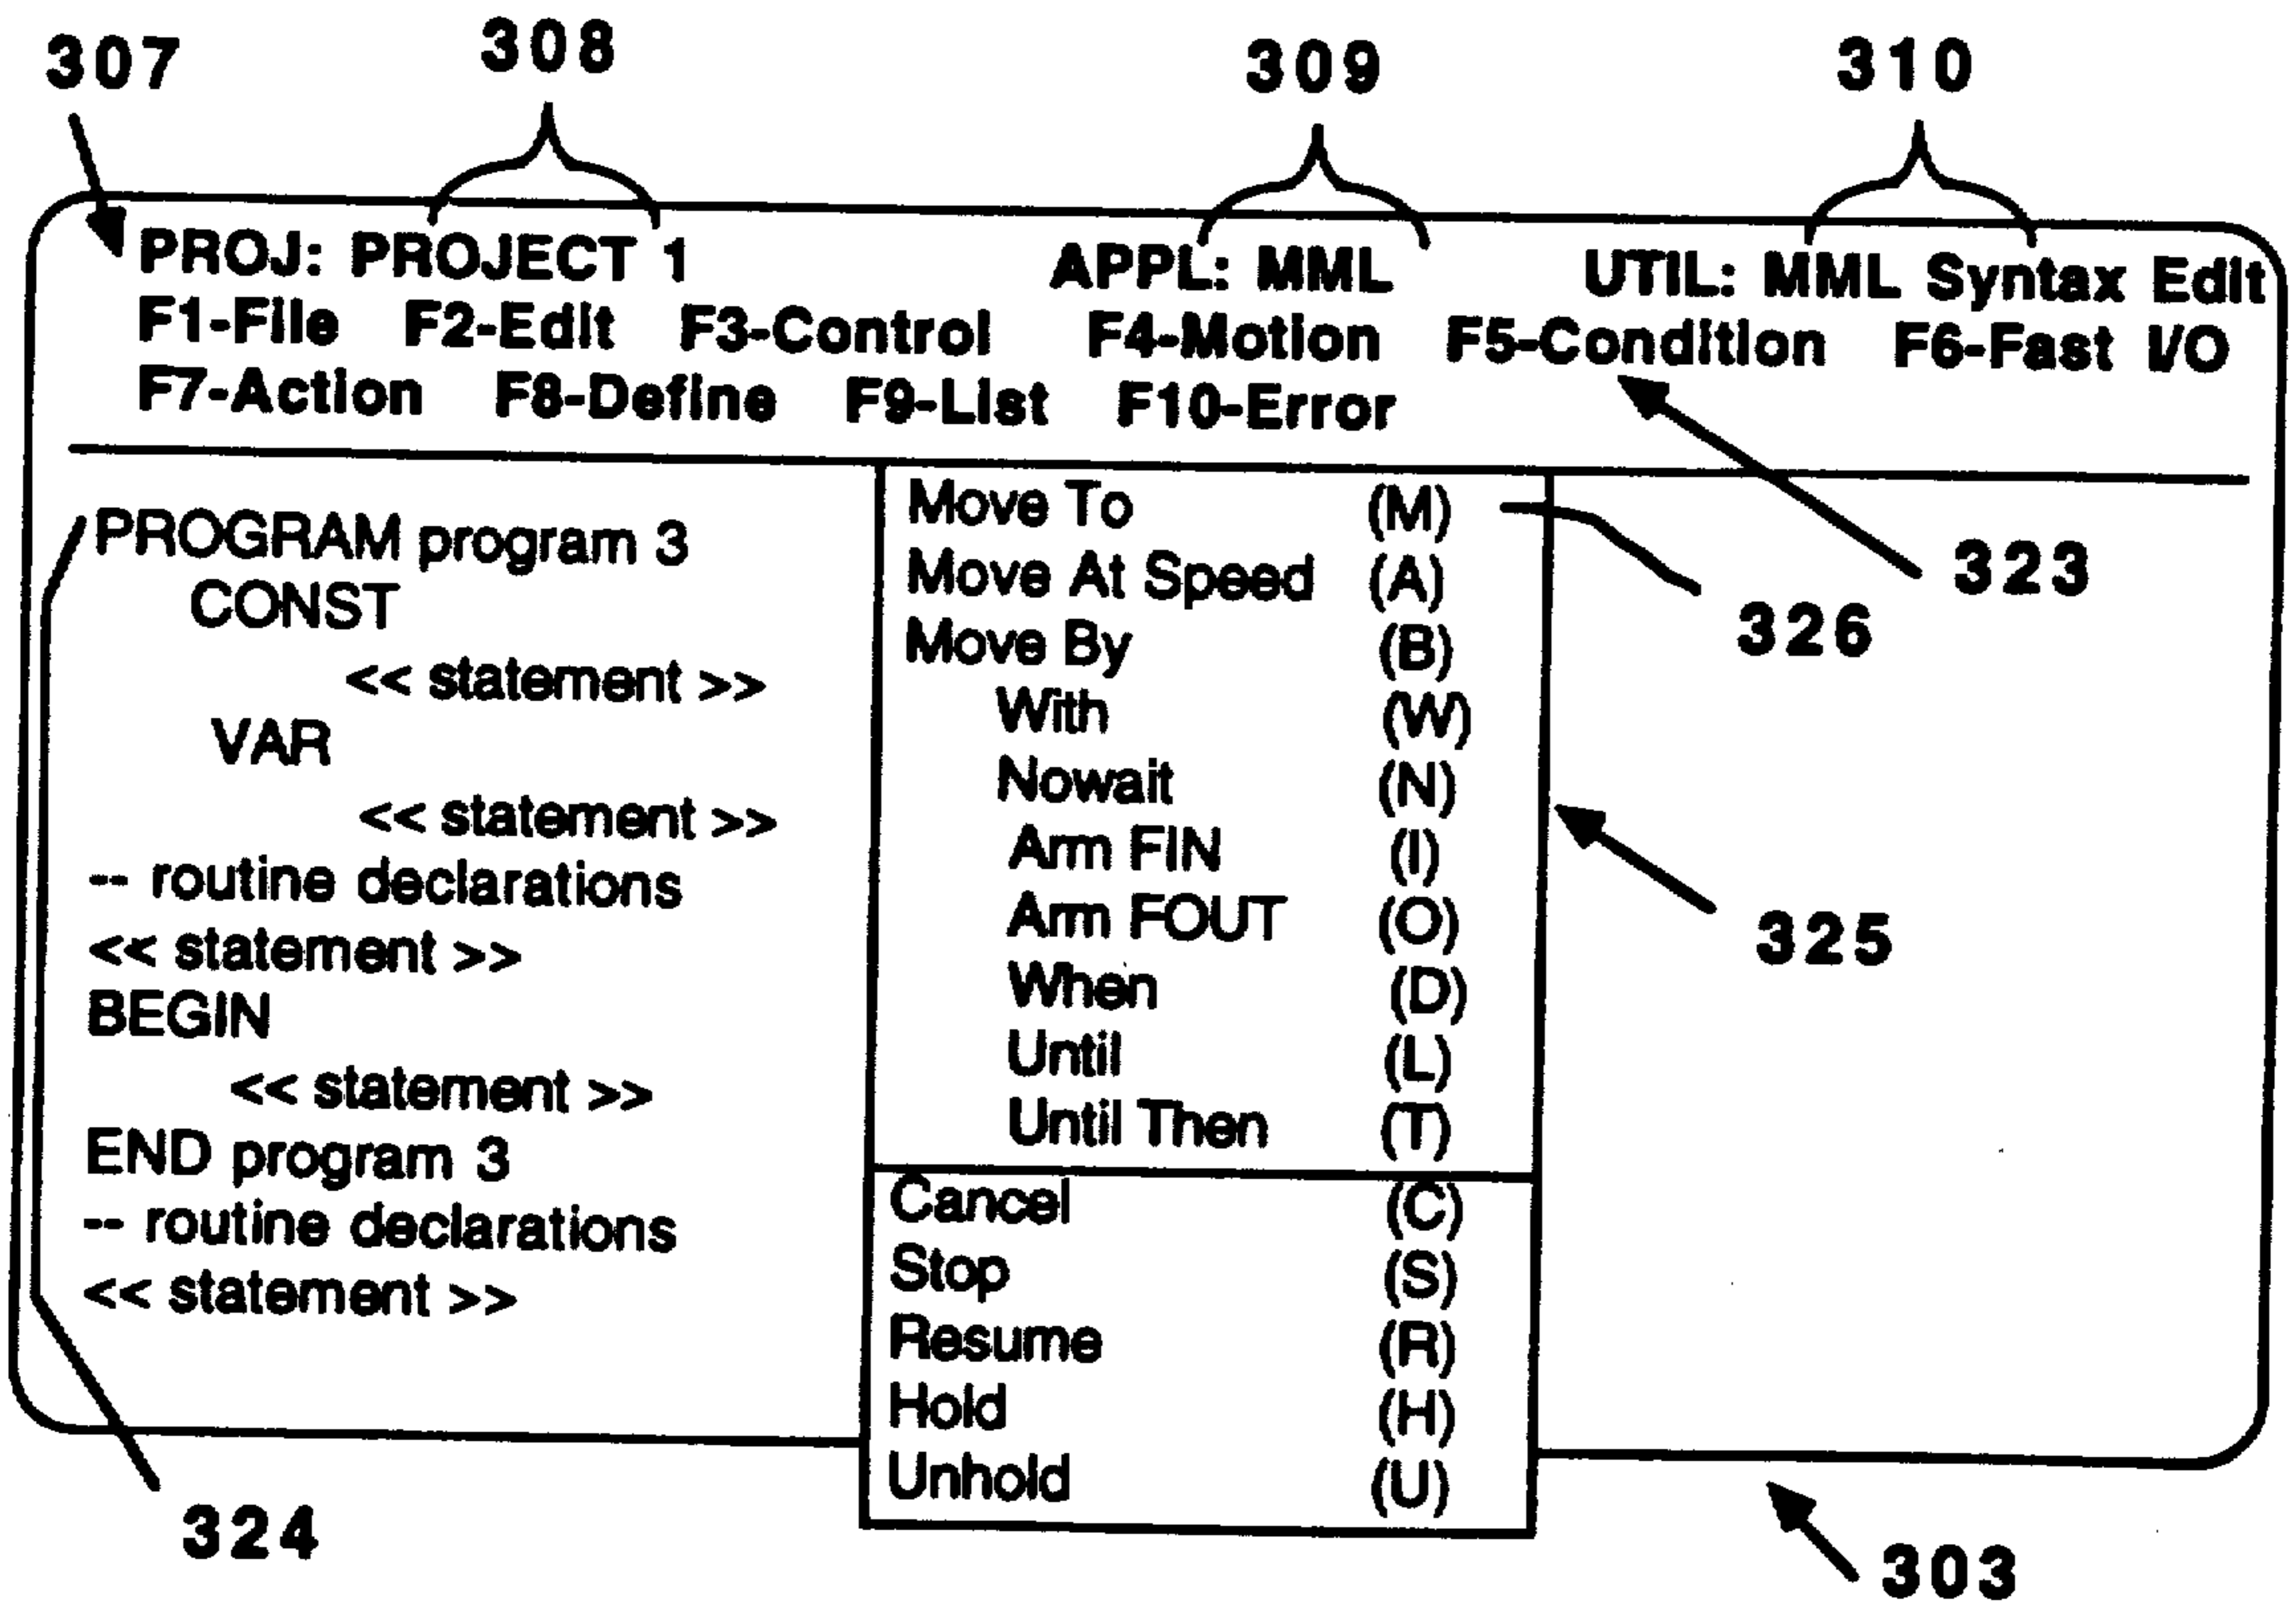 307 308 309 310
PROJ: PROJECT 1 APPL: MML UTIL: MML Syntax Edit
F1-File F2-Edit F3-Control F4-Motion F5-Condition F6-Fast I/O
F7-Action F8-Define F9-List F10-Error
PROGRAM program 3
CONST
<< statement >>
VAR
<< statement >>
-- routine declarations
<< statement >>
BEGIN
<< statement >>
END program 3
-- routine declarations
<< statement >>
Move To (M)
Move At Speed (A)
Move By (B)
With (W)
Nowait (N)
Arm FIN (I)
Arm FOUT (O)
When (D)
Until (L)
Until Then (T)
Cancel (C)
Stop (S)
Resume (R)
Hold (H)
Unhold (U)
323
326
325
324
303